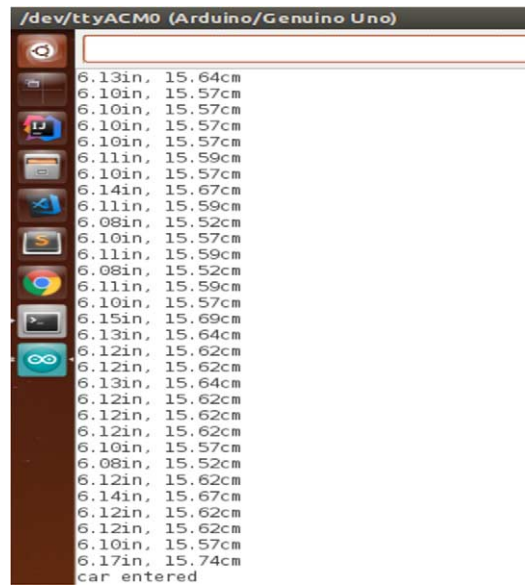 /dev/ttyACM0 (Arduino/Genuino Uno)
6.13in, 15.64cm
6.10in, 15.57cm
6.10in, 15.57cm
6.10in, 15.57cm
6.10in, 15.57cm
6.11in, 15.59cm
6.10in, 15.57cm
6.14in, 15.67cm
6.11in, 15.59cm
6.08in, 15.52cm
6.10in, 15.57cm
6.11in, 15.59cm
6.08in, 15.52cm
6.11in, 15.59cm
6.10in, 15.57cm
6.15in, 15.69cm
6.13in, 15.64cm
6.12in, 15.62cm
6.12in, 15.62cm
6.13in, 15.64cm
6.12in, 15.62cm
6.12in, 15.62cm
6.12in, 15.62cm
6.10in, 15.57cm
6.08in, 15.52cm
6.12in, 15.62cm
6.14in, 15.67cm
6.12in, 15.62cm
6.12in, 15.62cm
6.10in, 15.57cm
6.17in, 15.74cm
car entered